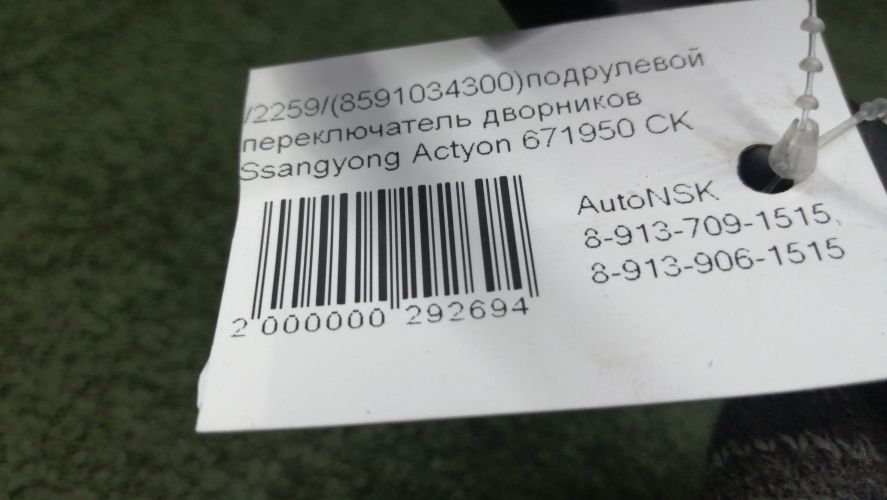 /2259/(8591034300)подрулевой
переключатель дворников
Ssangyong Actyon 671950 CK
AutoNSK
8-913-709-1515,
8-913-906-1515
2 000000 292694